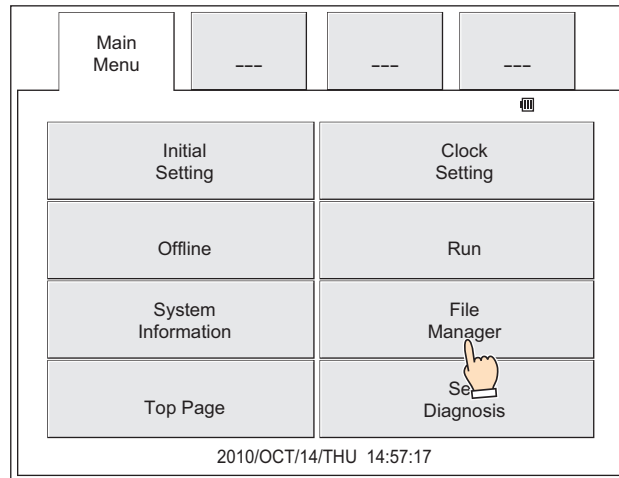 Main
Menu
---
---
---
Initial
Setting
Clock
Setting
Offline
Run
System
Information
File
Manager
Top Page
Diagnosis
2010/OCT/14/THU 14:57:17